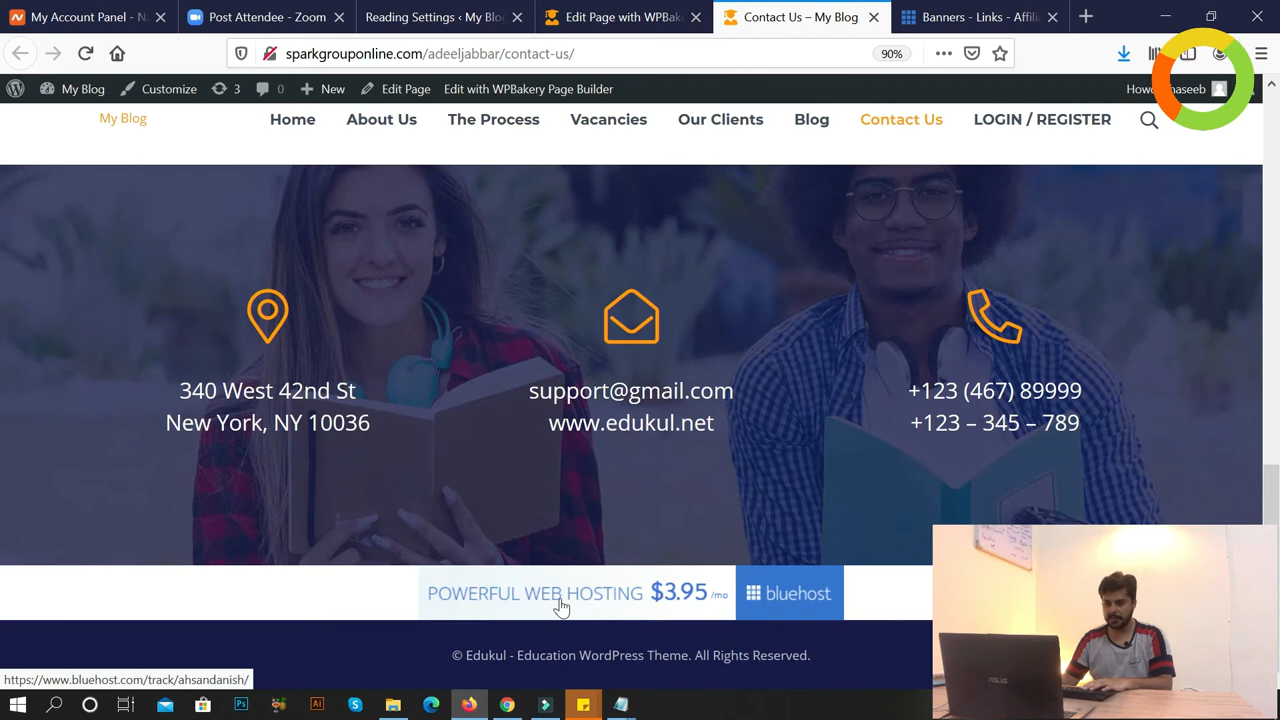 My Account Panel - Na
Post Attendee - Zoom
Reading Settings ‹ My Blog
Edit Page with WPBake
Contact Us – My Blog
Banners - Links - Affili
sparkgrouponline.com/adeeljabbar/contact-us/
90%
My Blog
Customize
3
0
New
Edit Page
Edit with WPBakery Page Builder
My Blog
Home
About Us
The Process
Vacancies
Our Clients
Blog
Contact Us
LOGIN / REGISTER
340 West 42nd St
New York, NY 10036
support@gmail.com
www.edukul.net
+123 (467) 89999
+123 – 345 – 789
POWERFUL WEB HOSTING $3.95 /mo
bluehost
© Edukul - Education WordPress Theme. All Rights Reserved.
https://www.bluehost.com/track/ahsandanish/
ASUS